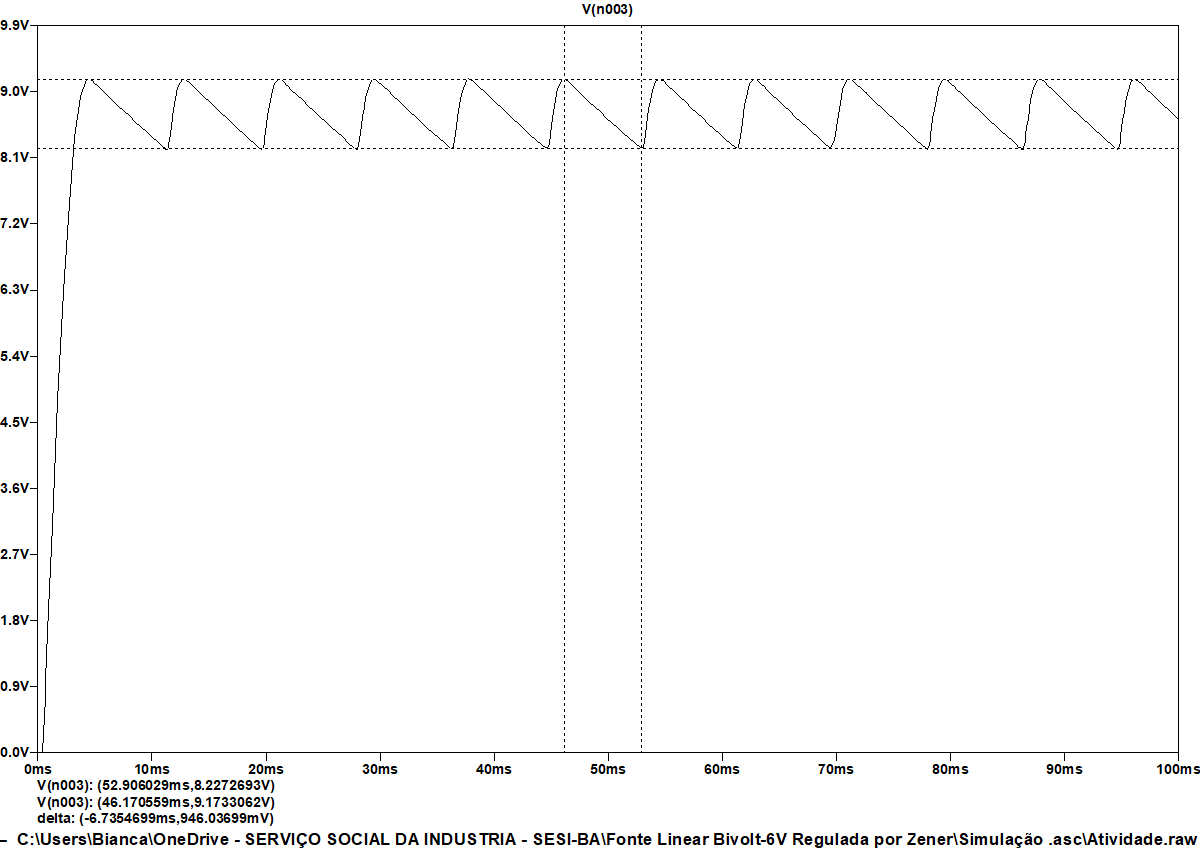 V(n003)
9.9V
9.0V
8.1V
7.2V
6.3V
5.4V
4.5V
3.6V
2.7V
1.8V
0.9V
0.0V
0ms 10ms 20ms 30ms 40ms 50ms 60ms 70ms 80ms 90ms 100ms
V(n003): (52.906029ms,8.2272693V)
V(n003): (46.170559ms,9.1733062V)
delta: (-6.7354699ms,946.03699mV)
– C:\Users\Bianca\OneDrive - SERVIÇO SOCIAL DA INDUSTRIA - SESI-BA\Fonte Linear Bivolt-6V Regulada por Zener\Simulação .asc\Atividade.raw